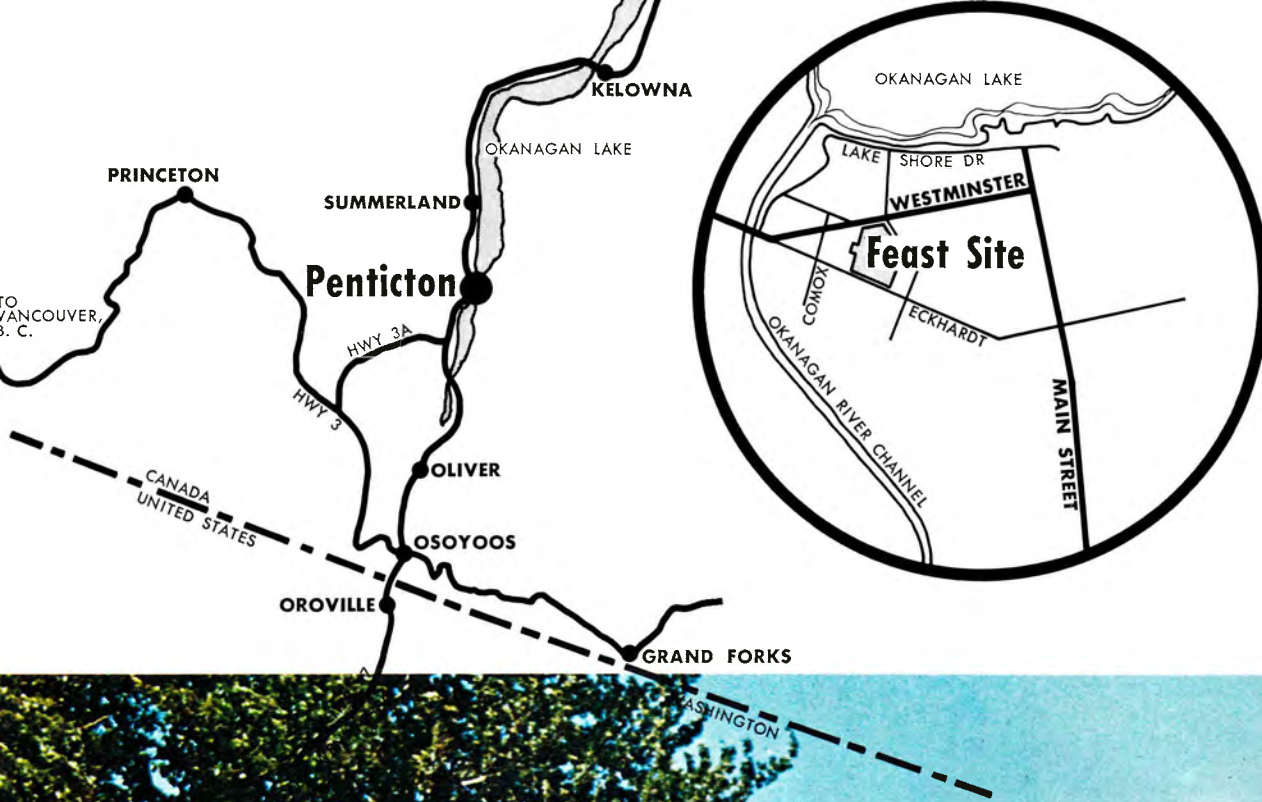 KELOWNA
OKANAGAN LAKE
PRINCETON
SUMMERLAND
Penticton
TO
VANCOUVER,
B. C.
HWY 3A
HWY 3
OLIVER
CANADA
UNITED STATES
OSOYOOS
OROVILLE
GRAND FORKS
ASHINGTON
OKANAGAN LAKE
LAKE SHORE DR
WESTMINSTER
Feast Site
COMOX
ECKHARDT
OKANAGAN RIVER CHANNEL
MAIN STREET